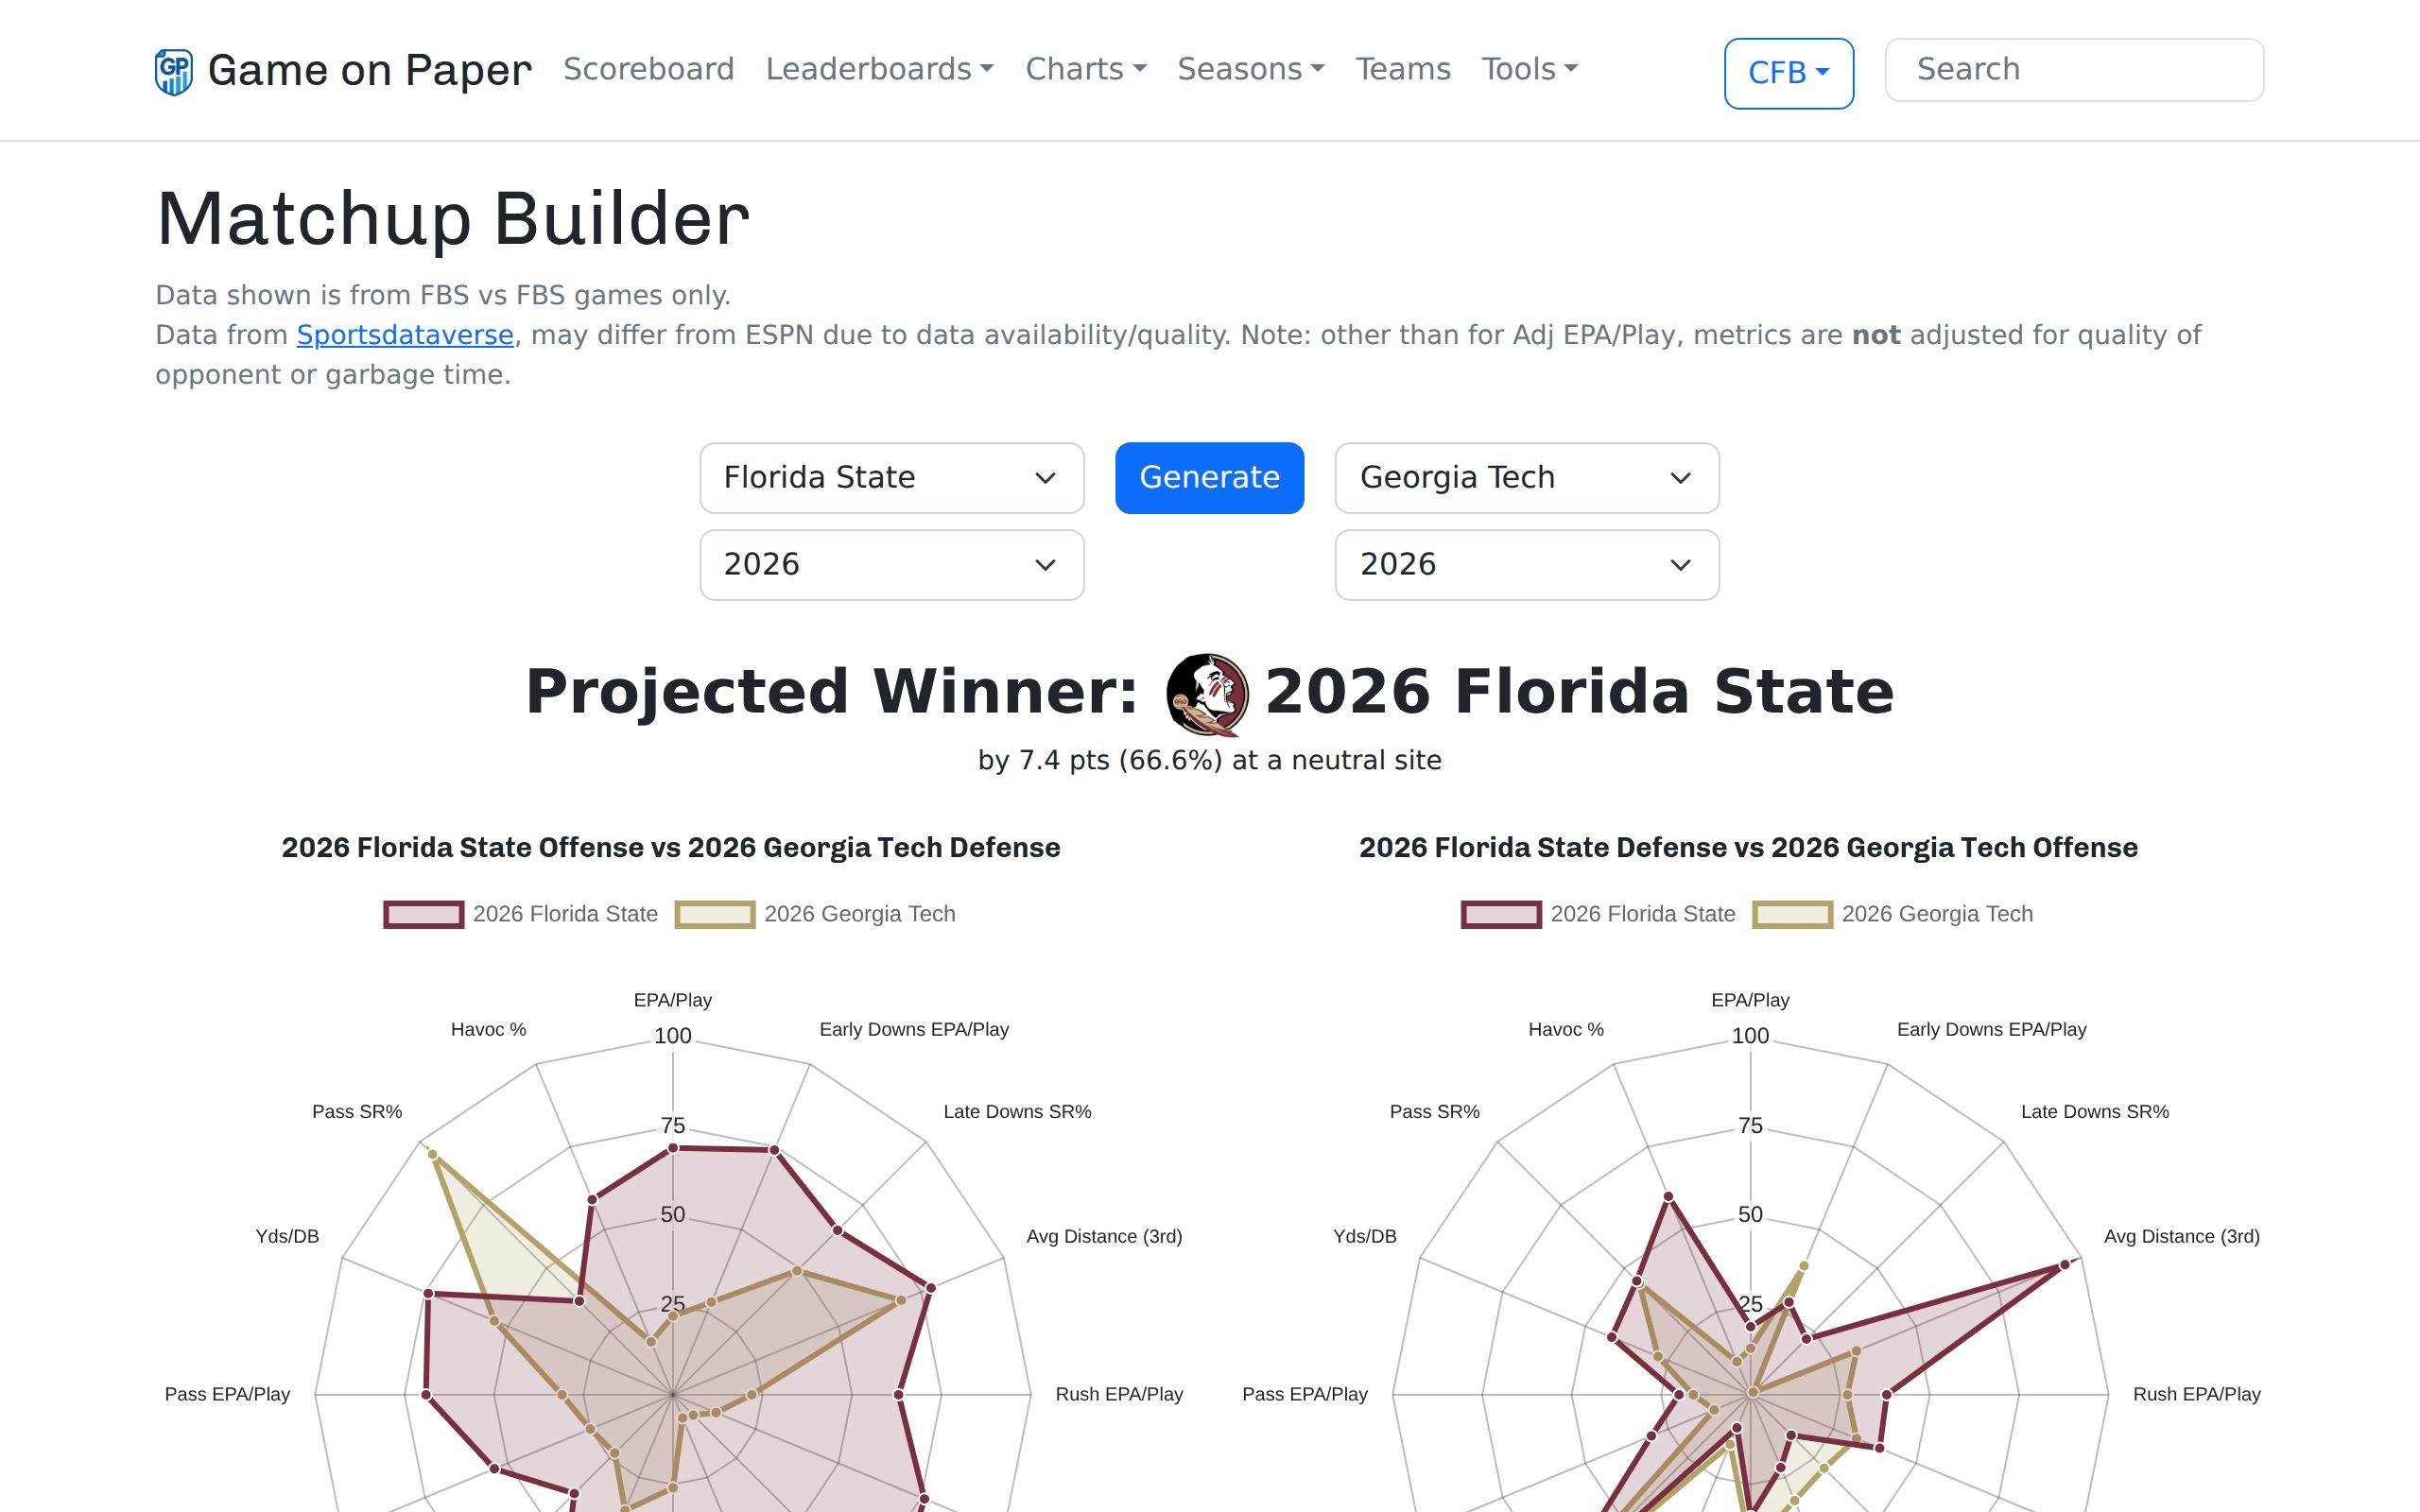 GP Game on Paper Scoreboard Leaderboards Charts Seasons Teams Tools CFB Search
Matchup Builder
Data shown is from FBS vs FBS games only.
Data from Sportsdataverse, may differ from ESPN due to data availability/quality. Note: other than for Adj EPA/Play, metrics are not adjusted for quality of
opponent or garbage time.
Florida State Generate Georgia Tech
2026 2026
Projected Winner: 2026 Florida State
by 7.4 pts (66.6%) at a neutral site
2026 Florida State Offense vs 2026 Georgia Tech Defense
2026 Florida State 2026 Georgia Tech
EPA/Play
Havoc % Early Downs EPA/Play
100
Pass SR% Late Downs SR%
75
50
Yds/DB Avg Distance (3rd)
25
Pass EPA/Play Rush EPA/Play
2026 Florida State Defense vs 2026 Georgia Tech Offense
2026 Florida State 2026 Georgia Tech
EPA/Play
Havoc % Early Downs EPA/Play
100
Pass SR% Late Downs SR%
75
50
Yds/DB Avg Distance (3rd)
25
Pass EPA/Play Rush EPA/Play